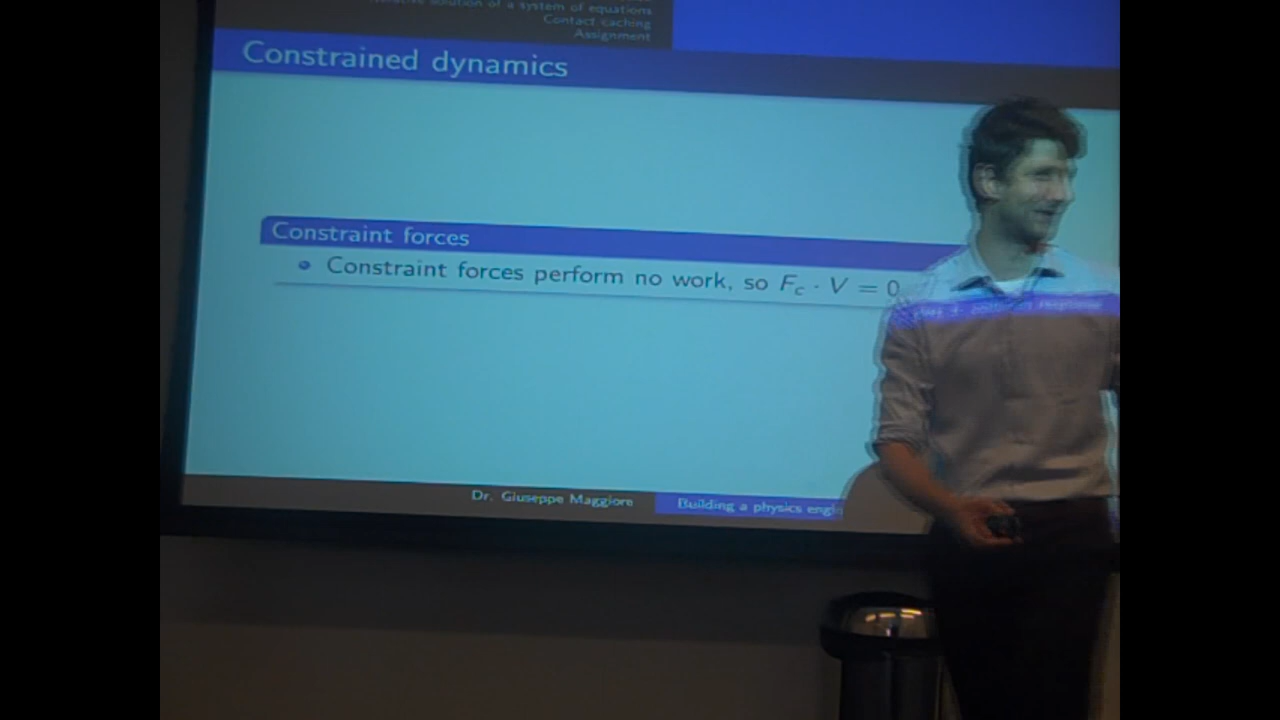 solution of a system of equations
Contact caching
Assignment
Constrained dynamics
Constraint forces
Constraint forces perform no work, so F_c · V = 0
Dr. Giuseppe Maggiore
Building a physics engin